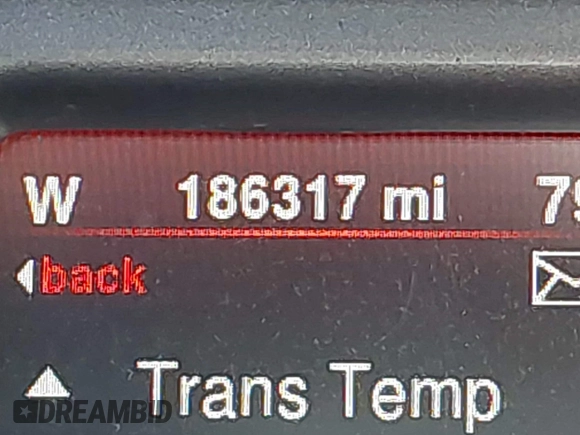 W 186317 mi
back
Trans Temp
DREAMBID